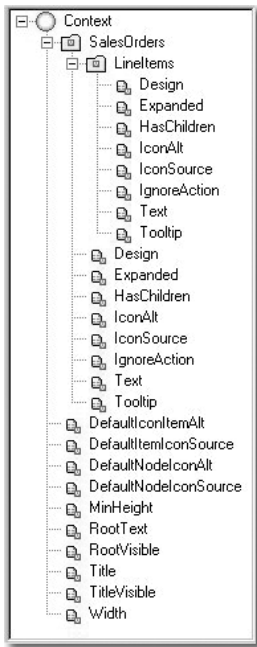 Context
SalesOrders
LineItems
Design
Expanded
HasChildren
IconAlt
IconSource
IgnoreAction
Text
Tooltip
Design
Expanded
HasChildren
IconAlt
IconSource
IgnoreAction
Text
Tooltip
DefaultIconItemAlt
DefaultItemIconSource
DefaultNodeIconAlt
DefaultNodeIconSource
MinHeight
RootText
RootVisible
Title
TitleVisible
Width